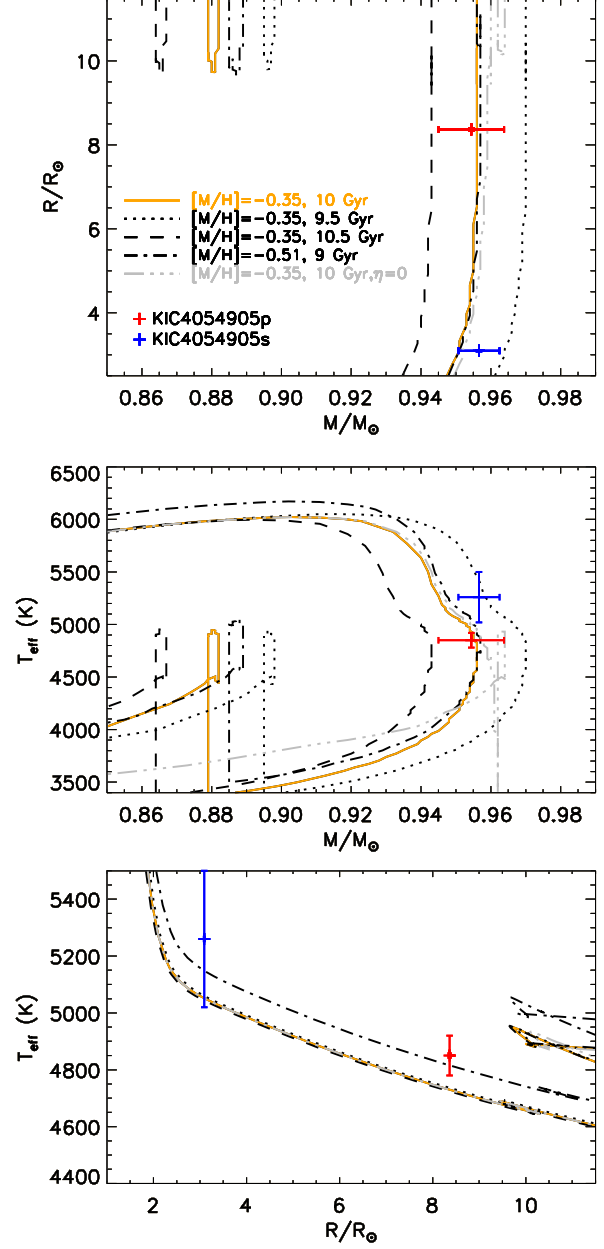 10
8
6
4
R/R⊙
[M/H]=−0.35, 10 Gyr
[M/H]=−0.35, 9.5 Gyr
[M/H]=−0.35, 10.5 Gyr
[M/H]=−0.51, 9 Gyr
[M/H]=−0.35, 10 Gyr,η=0
KIC4054905p
KIC4054905s
0.86 0.88 0.90 0.92 0.94 0.96 0.98
M/M⊙
6500
6000
5500
5000
4500
4000
3500
Teff (K)
0.86 0.88 0.90 0.92 0.94 0.96 0.98
M/M⊙
5400
5200
5000
4800
4600
4400
Teff (K)
2 4 6 8 10
R/R⊙